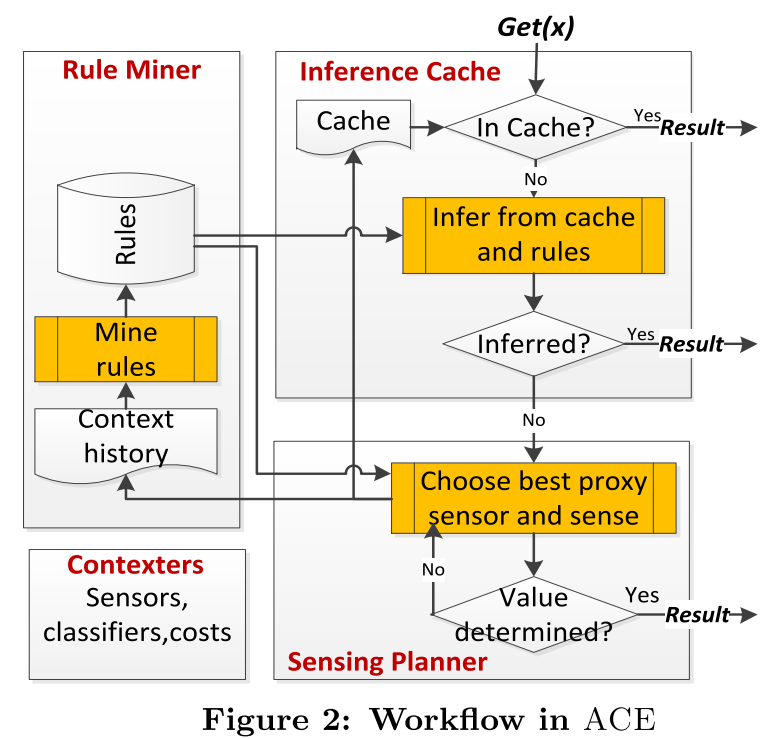 Get(x)
Rule Miner
Inference Cache
Cache
In Cache?
Yes
Result
No
Rules
Infer from cache
and rules
Mine
rules
Inferred?
Yes
Result
Context
history
No
Choose best proxy
sensor and sense
No
Value
determined?
Yes
Result
Contexters
Sensors,
classifiers,costs
Sensing Planner
Figure 2: Workflow in ACE